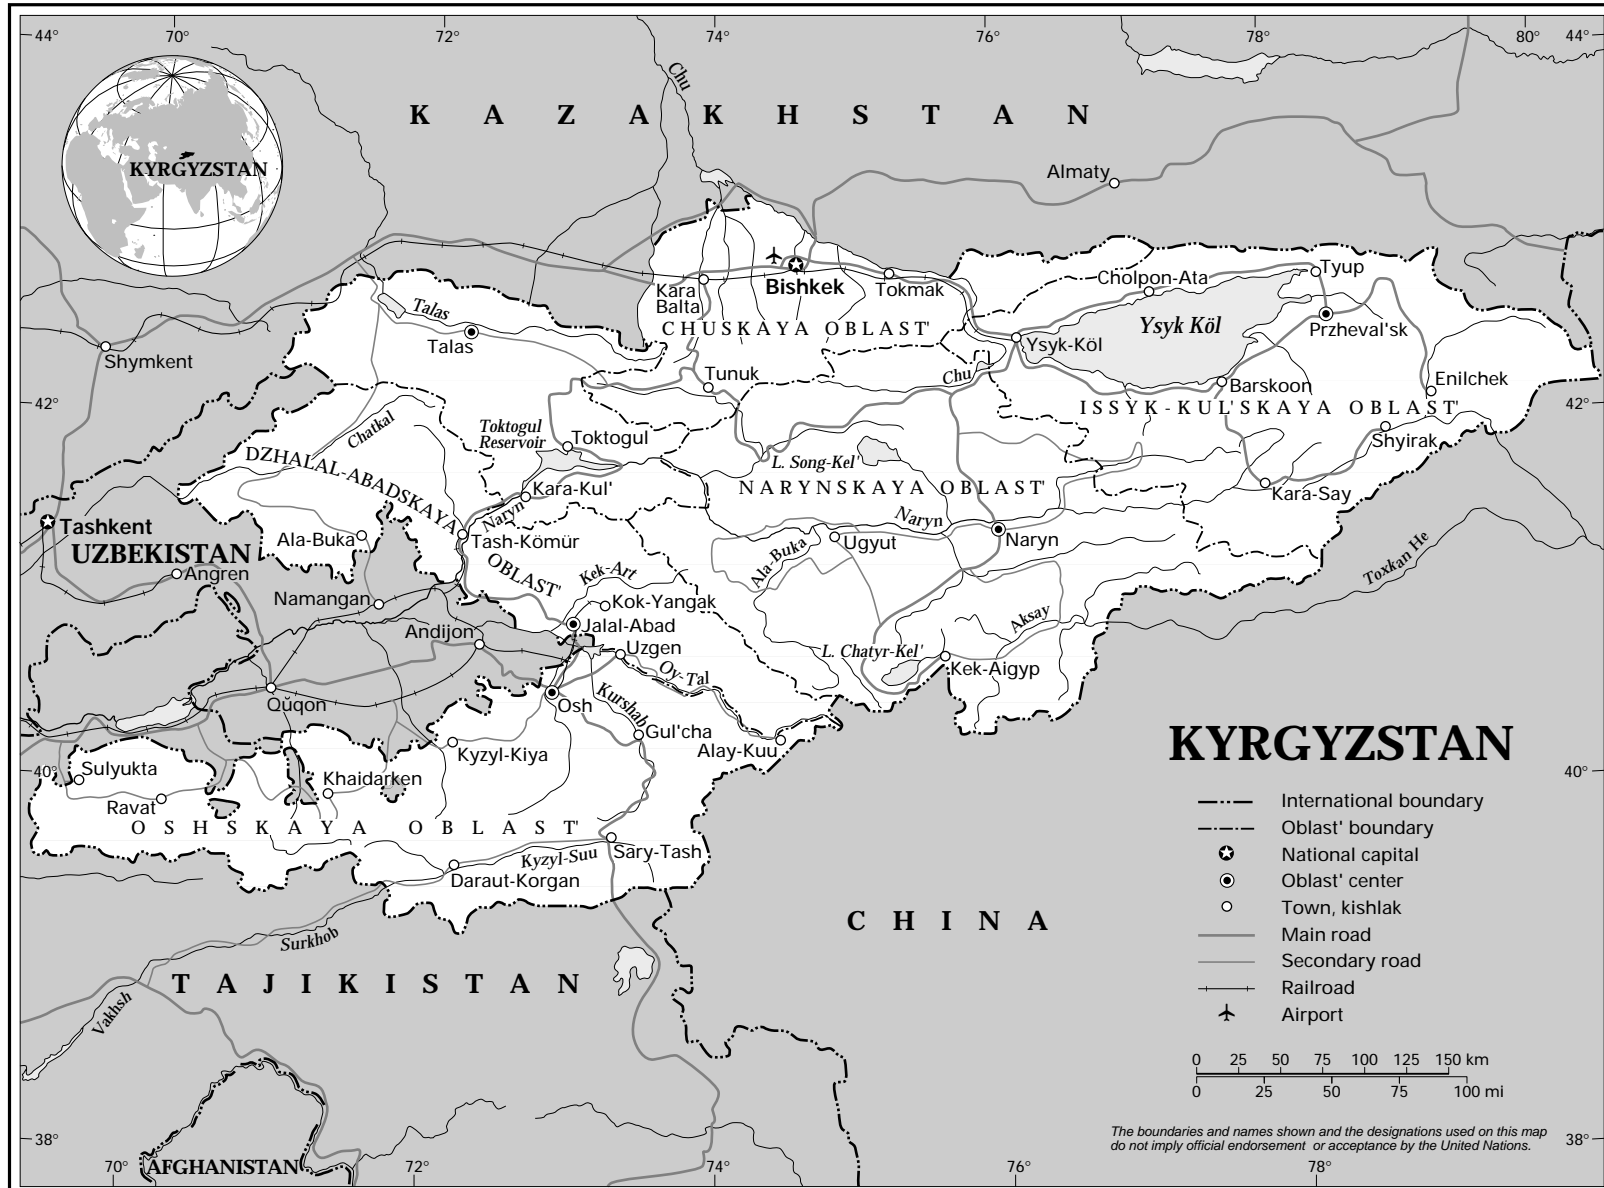 44°
70°
72°
74°
76°
78°
80°
44°
Chu
KAZAKHSTAN
KYRGYZSTAN
Almaty
Bishkek
Kara
Balta
Tokmak
Cholpon-Ata
Tyup
Talas
Talas
CHUSKAYA OBLAST'
Ysyk Köl
Przheval'sk
Shymkent
Ysyk-Köl
Tunuk
Chu
Barskoon
Enilchek
42°
42°
ISSYK-KUL'SKAYA OBLAST'
Chatkal
Toktogul
Reservoir
Toktogul
Shyirak
DZHALAL-ABADSKAYA
OBLAST'
L. Song-Kel'
Kara-Kul'
NARYNSKAYA OBLAST'
Kara-Say
Naryn
Naryn
Tashkent
UZBEKISTAN
Ala-Buka
Tash-Kömür
Ugyut
Naryn
Ala-Buka
Toxkan He
Angren
Kek-Art
Namangan
Kok-Yangak
Andijon
Jalal-Abad
Aksay
Uzgen
L. Chatyr-Kel'
Kek-Aigyp
Oy-Tal
Qŭqon
Osh
Kurshab
Gul'cha
Alay-Kuu
Kyzyl-Kiya
KYRGYZSTAN
40°
40°
Sulyukta
Khaidarken
Ravat
OSHSKAYA OBLAST'
Kyzyl-Suu
Sary-Tash
Daraut-Korgan
International boundary
Oblast' boundary
National capital
Oblast' center
Town, kishlak
Main road
Secondary road
Railroad
Airport
CHINA
Surkhob
TAJIKISTAN
Vakhsh
0 25 50 75 100 125 150 km
0 25 50 75 100 mi
The boundaries and names shown and the designations used on this map
do not imply official endorsement or acceptance by the United Nations.
38°
38°
AFGHANISTAN
70°
72°
74°
76°
78°